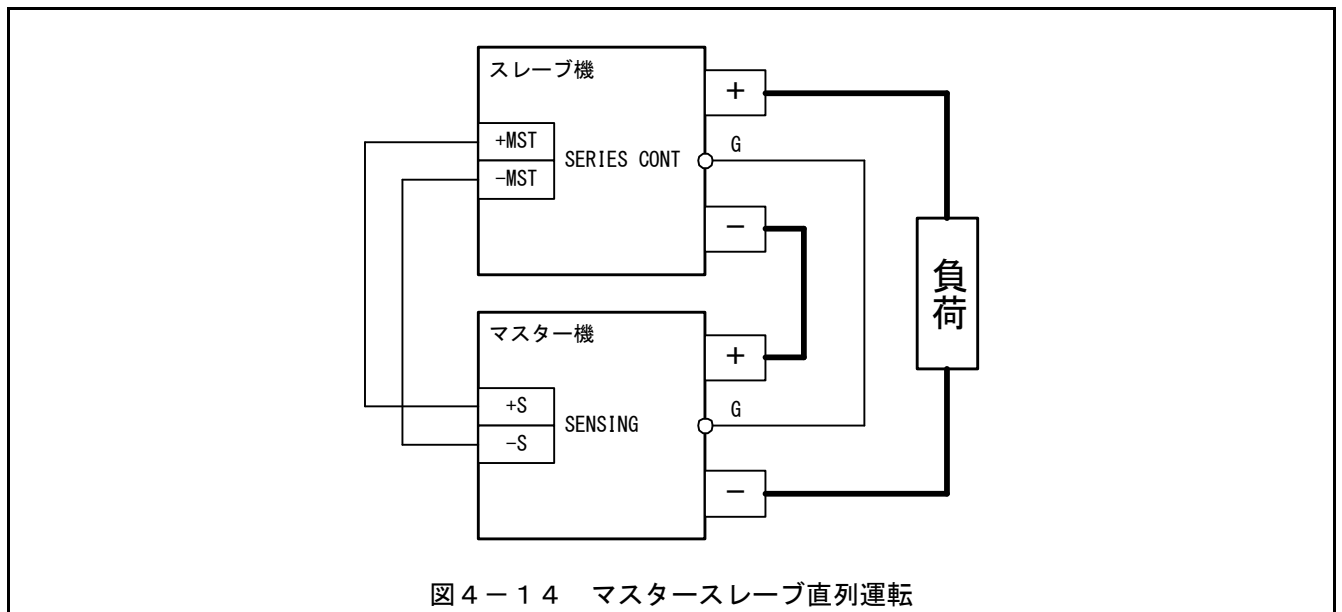 スレーブ機
+
+MST
SERIES CONT
G
-MST
-
負荷
マスター機
+
+S
SENSING
G
-S
-
図4-14 マスタースレーブ直列運転